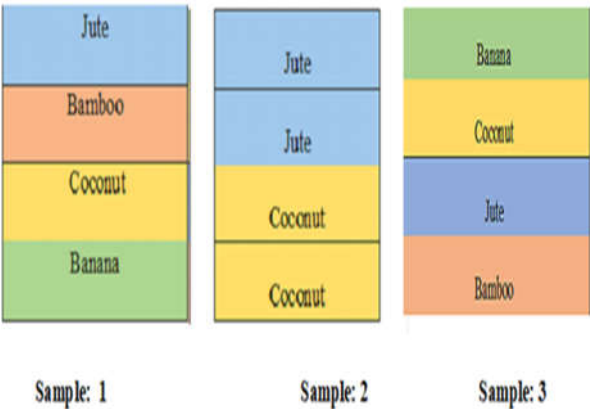 Jute
Bamboo
Coconut
Banana
Jute
Jute
Coconut
Coconut
Banana
Coconut
Jute
Bamboo
Sample: 1
Sample: 2
Sample: 3